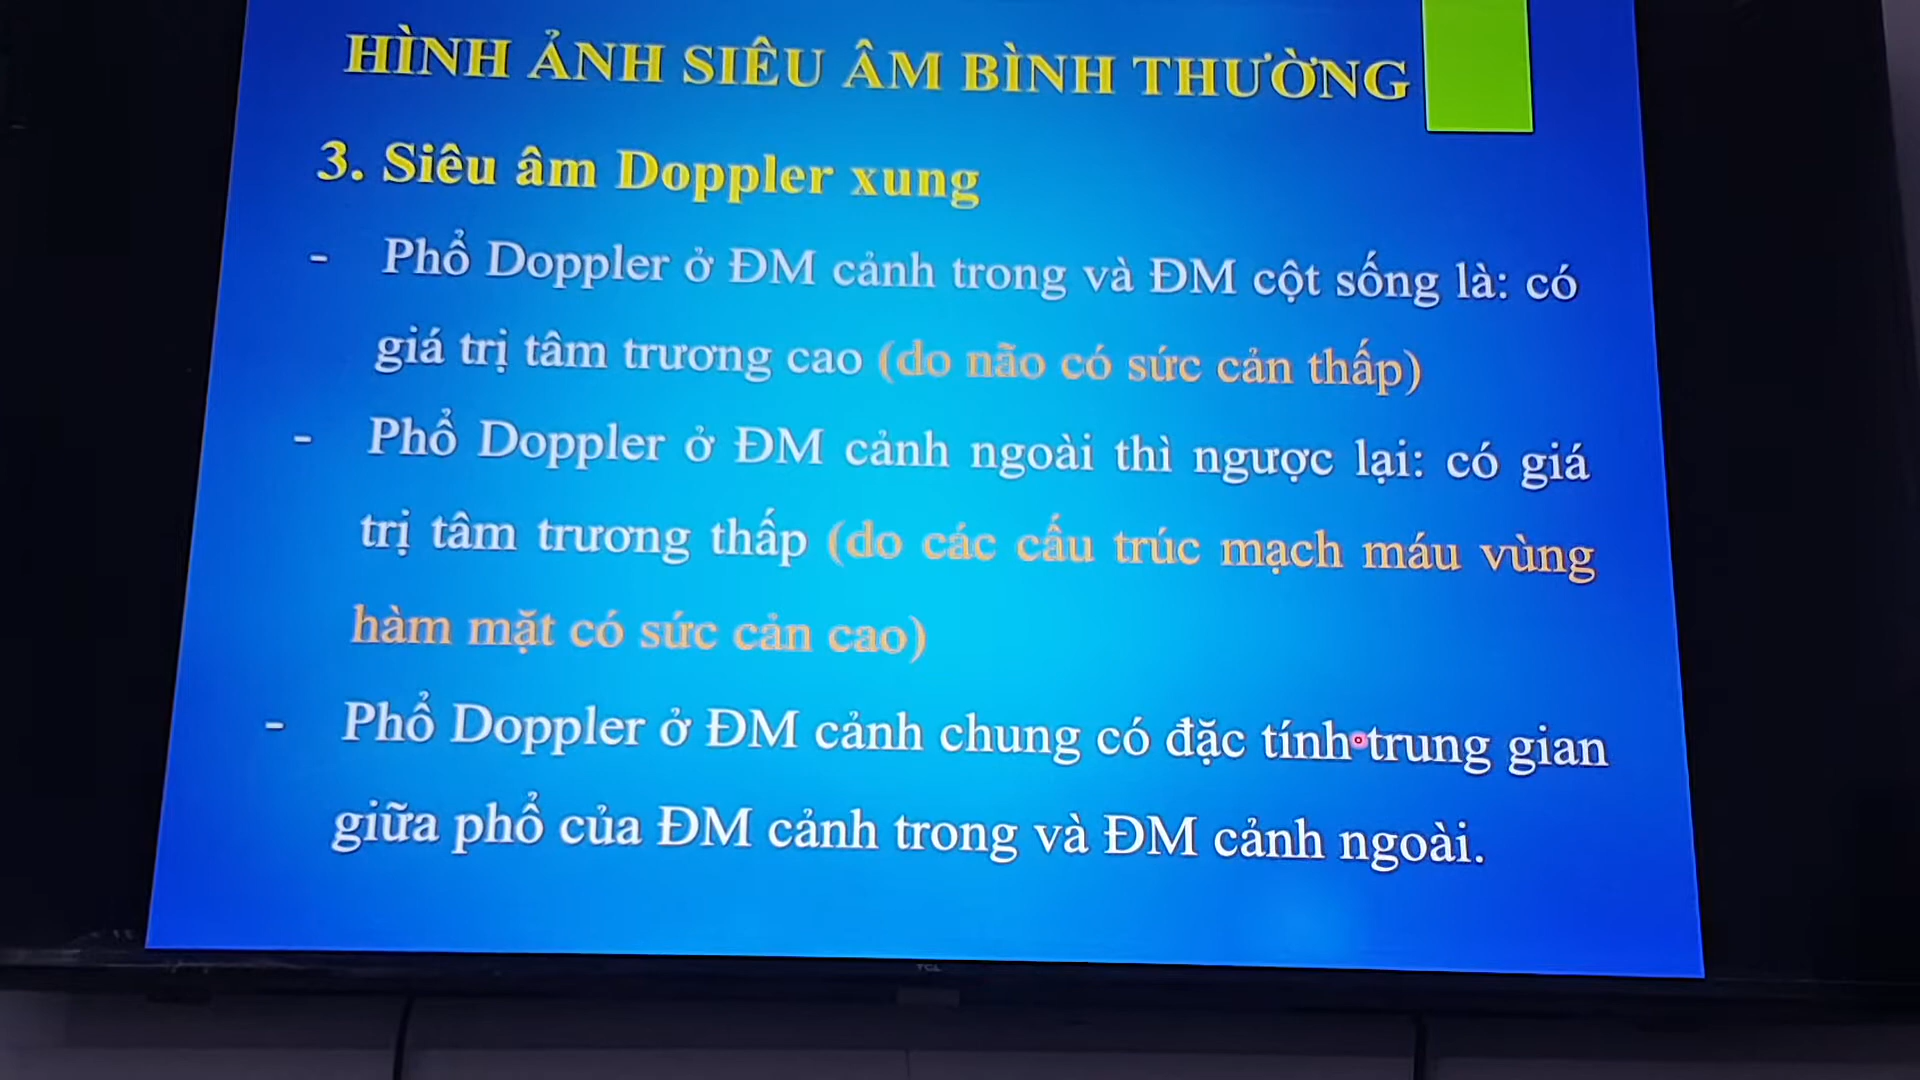 HÌNH ẢNH SIÊU ÂM BÌNH THƯỜNG
3. Siêu âm Doppler xung
- Phổ Doppler ở ĐM cảnh trong và ĐM cột sống là: có
giá trị tâm trương cao (do não có sức cản thấp)
- Phổ Doppler ở ĐM cảnh ngoài thì ngược lại: có giá
trị tâm trương thấp (do các cấu trúc mạch máu vùng
hàm mặt có sức cản cao)
- Phổ Doppler ở ĐM cảnh chung có đặc tính trung gian
giữa phổ của ĐM cảnh trong và ĐM cảnh ngoài.
TCL